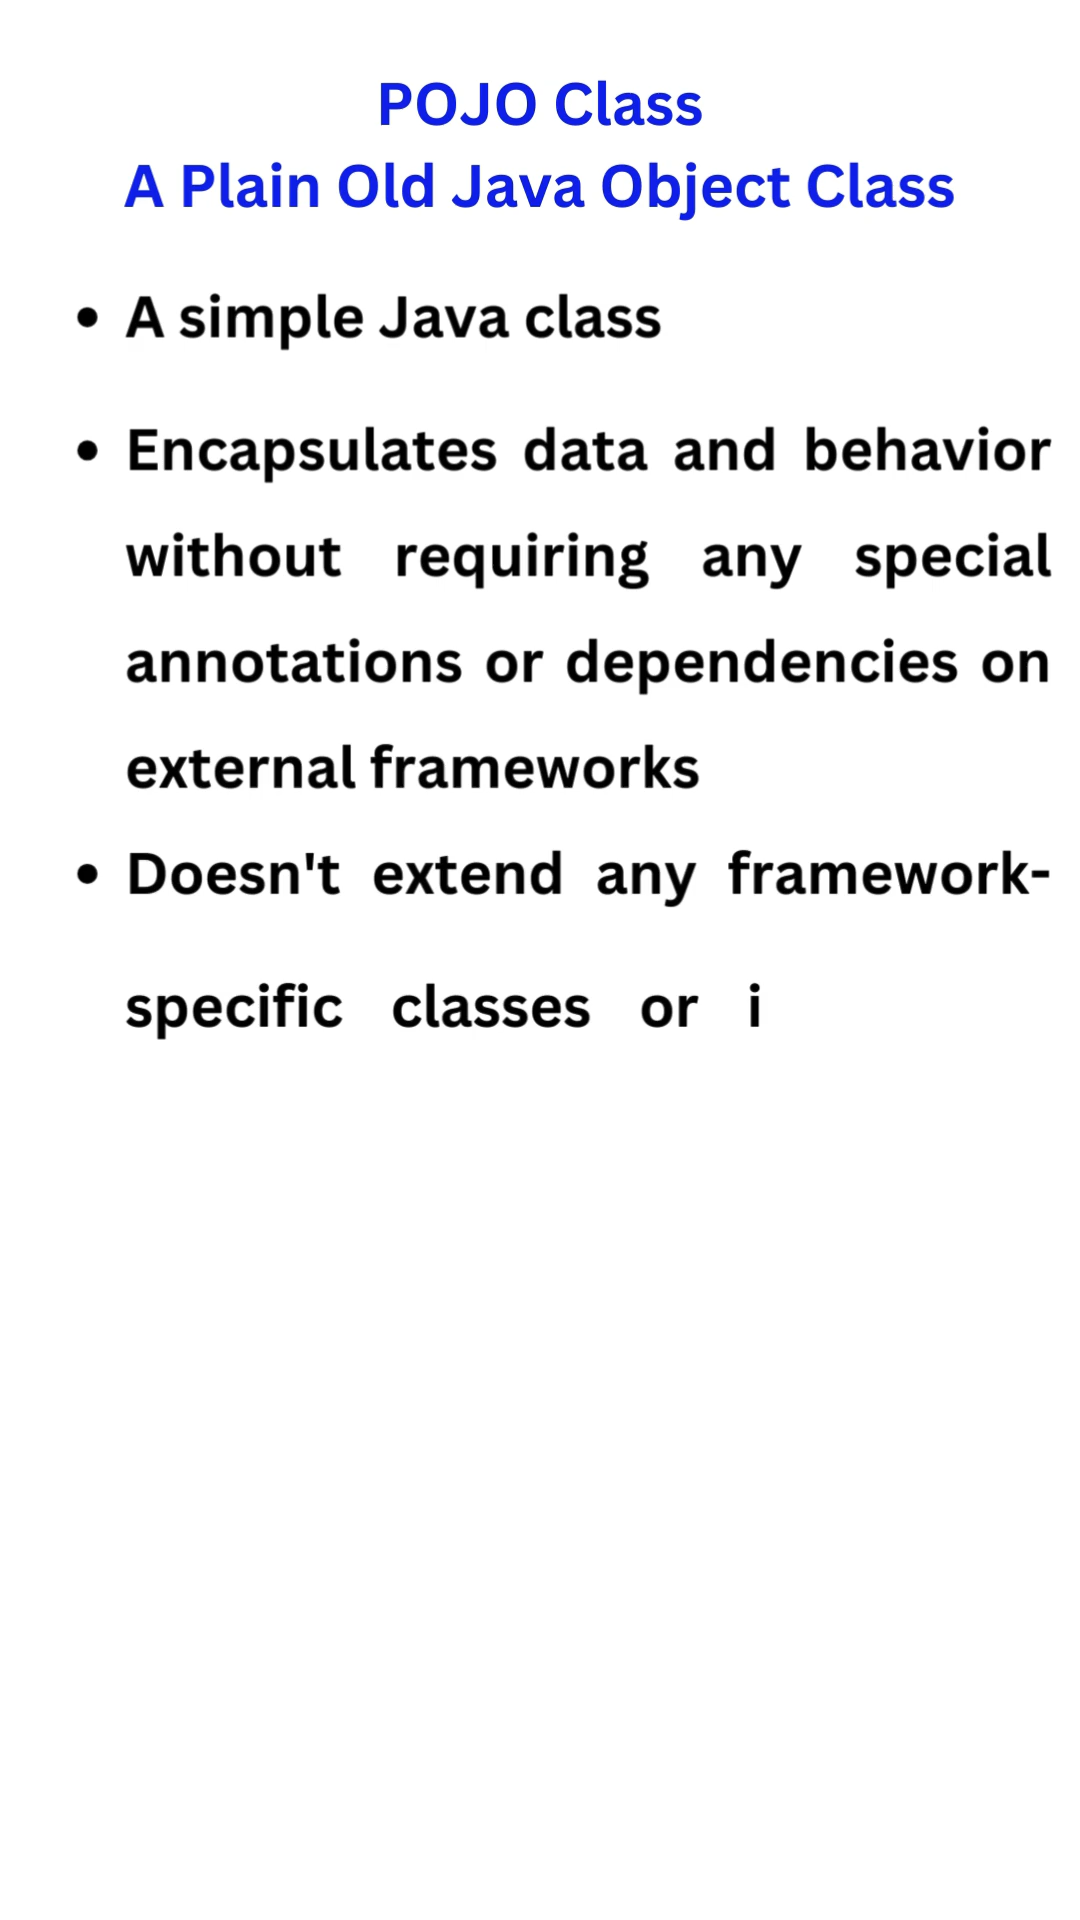 POJO Class
A Plain Old Java Object Class
• A simple Java class
• Encapsulates data and behavior
without requiring any special
annotations or dependencies on
external frameworks
• Doesn't extend any framework-
specific classes or i